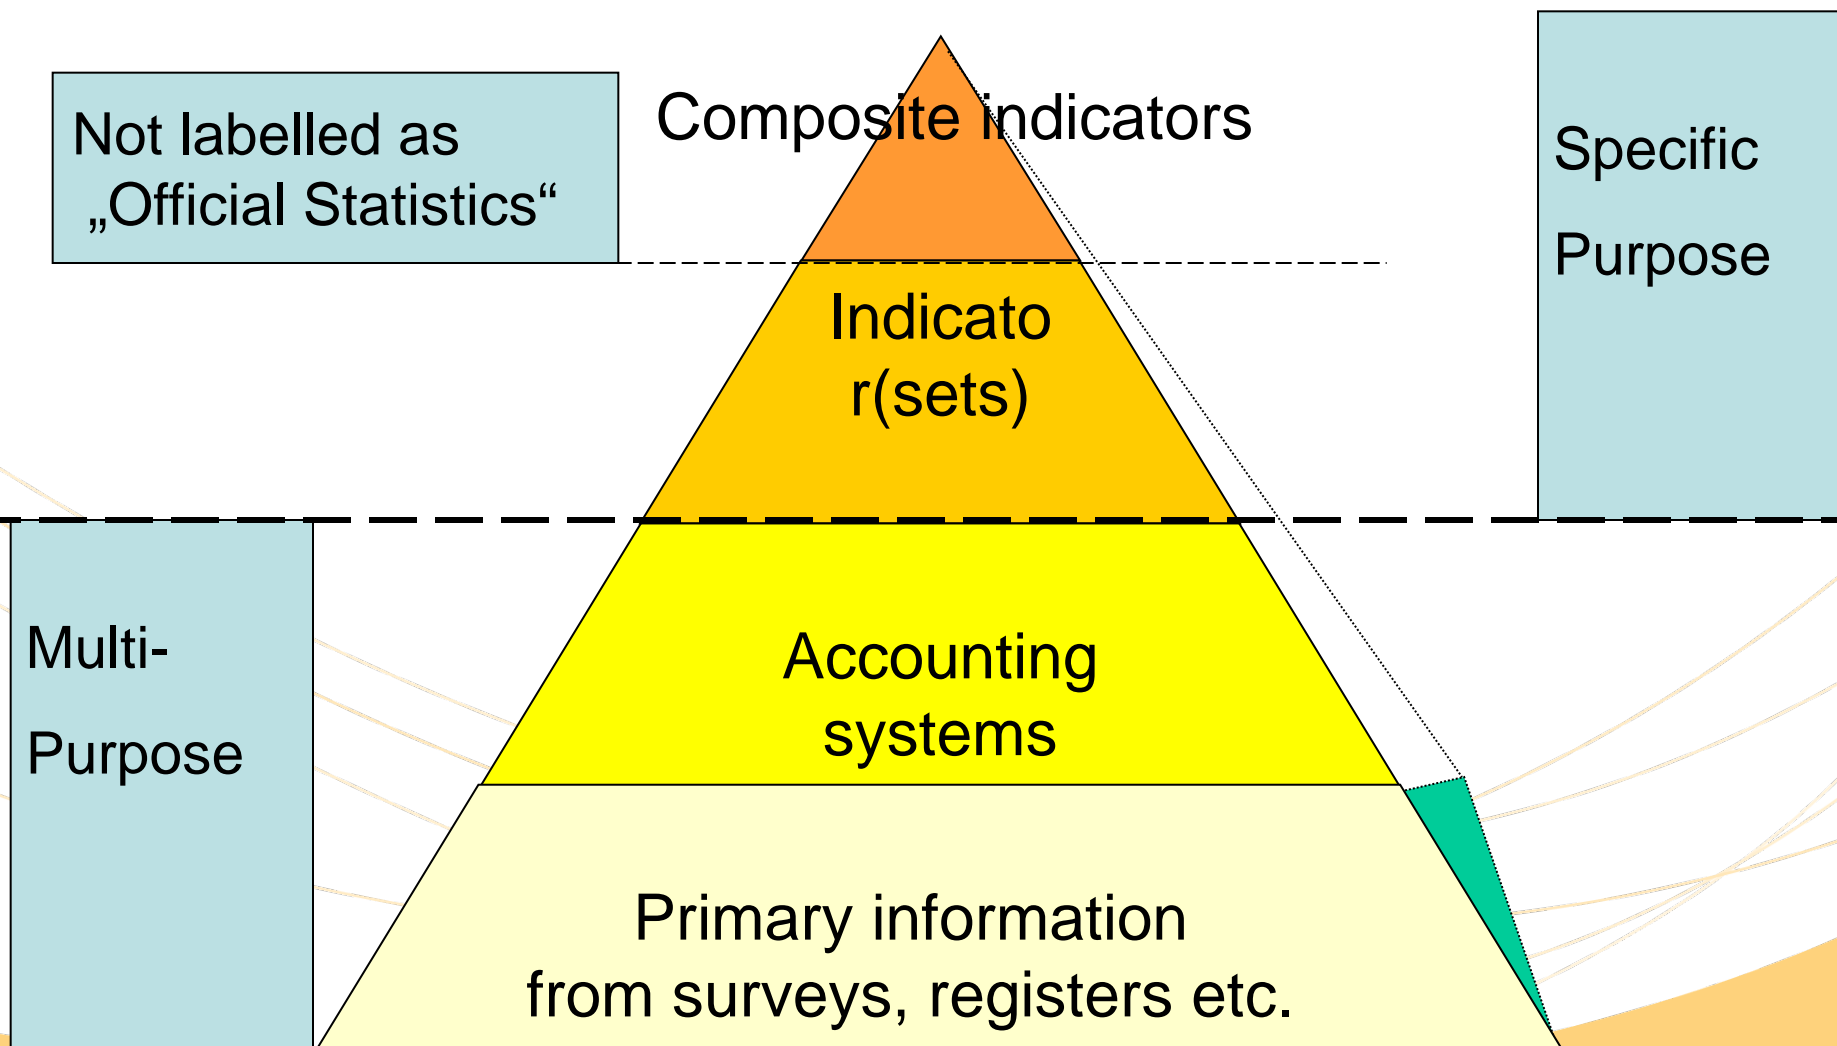 Not labelled as
„Official Statistics“
Composite indicators
Specific
Purpose
Indicato
r(sets)
Multi-
Purpose
Accounting
systems
Primary information
from surveys, registers etc.